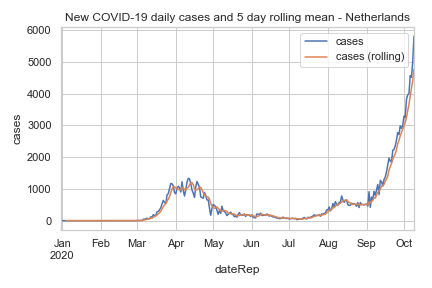 New COVID-19 daily cases and 5 day rolling mean - Netherlands
cases
cases (rolling)
6000
5000
4000
3000
2000
1000
0
cases
Jan Feb Mar Apr May Jun Jul Aug Sep Oct
2020
dateRep